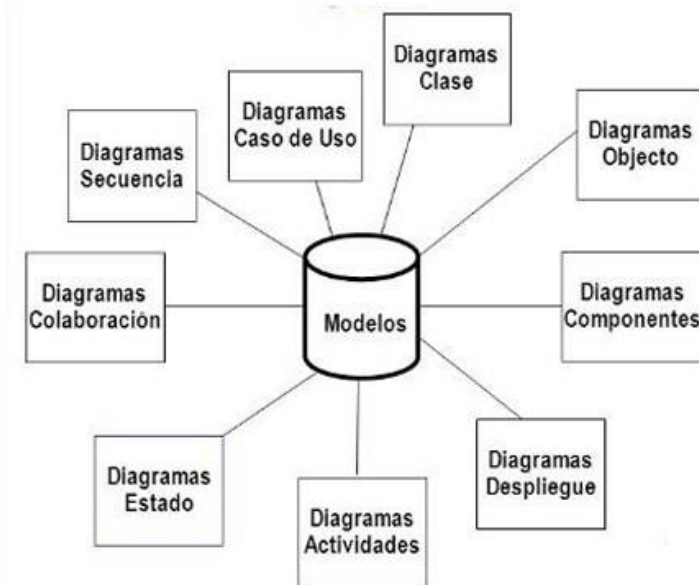 Diagramas
Clase
Diagramas
Caso de Uso
Diagramas
Objecto
Diagramas
Secuencia
Diagramas
Colaboración
Modelos
Diagramas
Componentes
Diagramas
Estado
Diagramas
Despliegue
Diagramas
Actividades